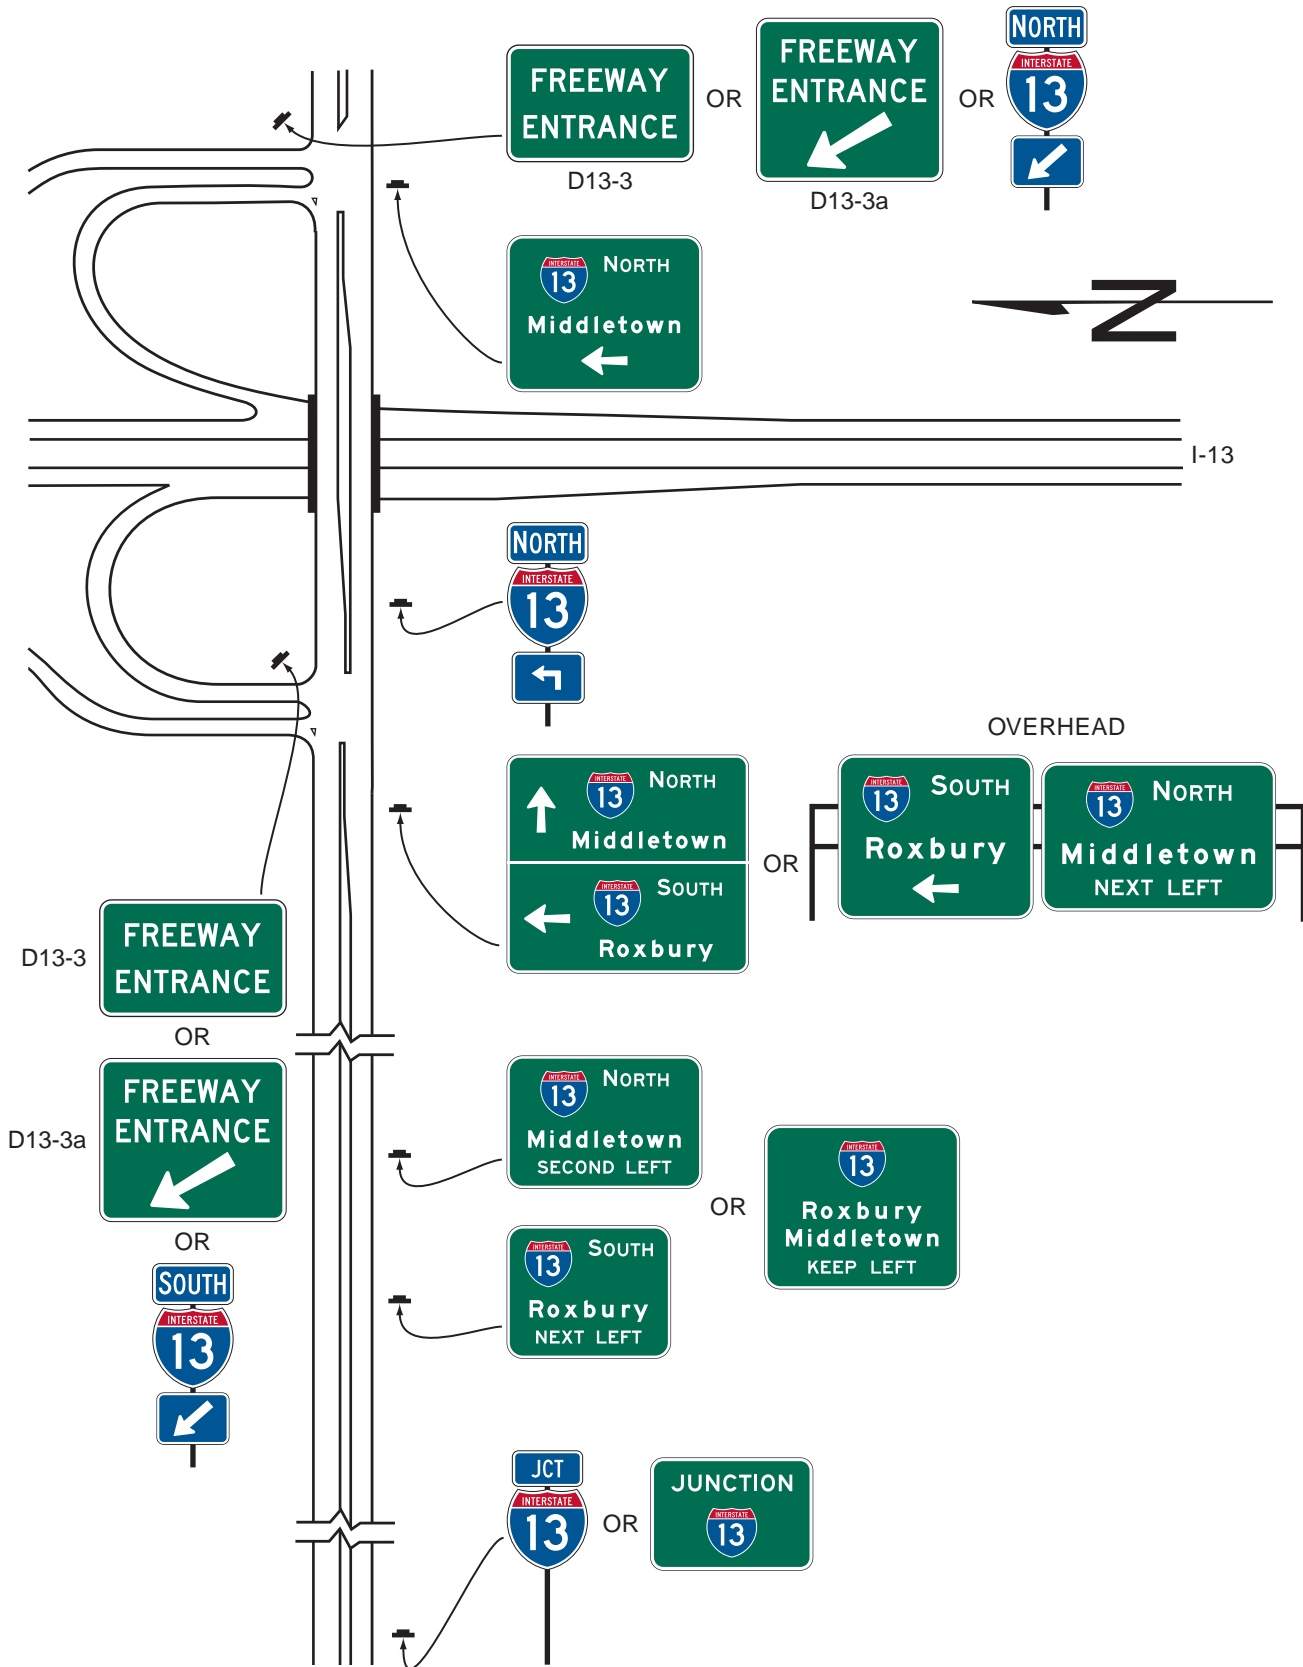 FREEWAY
ENTRANCE
D13-3
OR
FREEWAY
ENTRANCE
D13-3a
OR
NORTH
INTERSTATE
13
INTERSTATE
13
NORTH
Middletown
N
I-13
NORTH
INTERSTATE
13
INTERSTATE
13
NORTH
Middletown
INTERSTATE
13
SOUTH
Roxbury
OR
OVERHEAD
INTERSTATE
13
SOUTH
Roxbury
INTERSTATE
13
NORTH
Middletown
NEXT LEFT
D13-3
FREEWAY
ENTRANCE
OR
D13-3a
FREEWAY
ENTRANCE
OR
SOUTH
INTERSTATE
13
INTERSTATE
13
NORTH
Middletown
SECOND LEFT
INTERSTATE
13
SOUTH
Roxbury
NEXT LEFT
OR
INTERSTATE
13
Roxbury
Middletown
KEEP LEFT
JCT
INTERSTATE
13
OR
JUNCTION
INTERSTATE
13